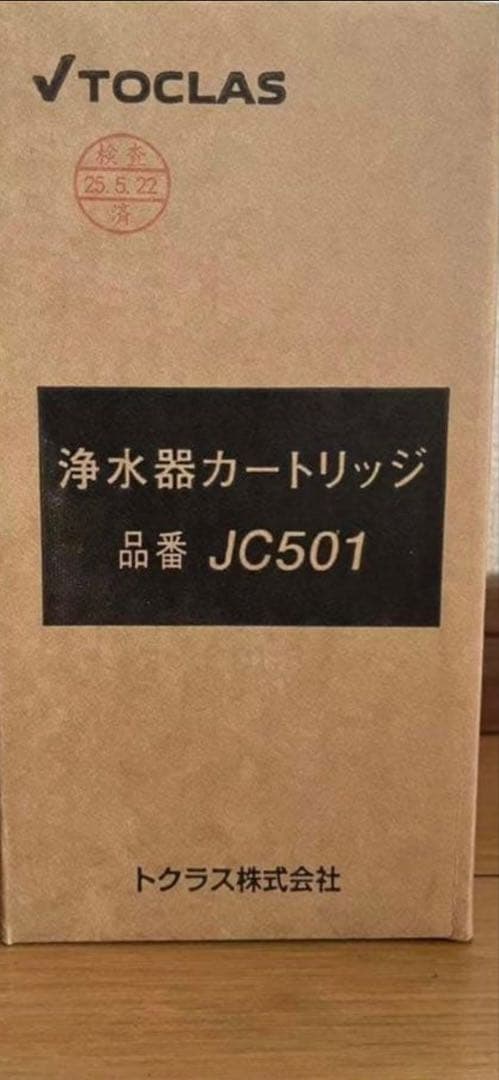 TOCLAS
検査
25.5.22
済
浄水器カートリッジ
品番 JC501
トクラス株式会社